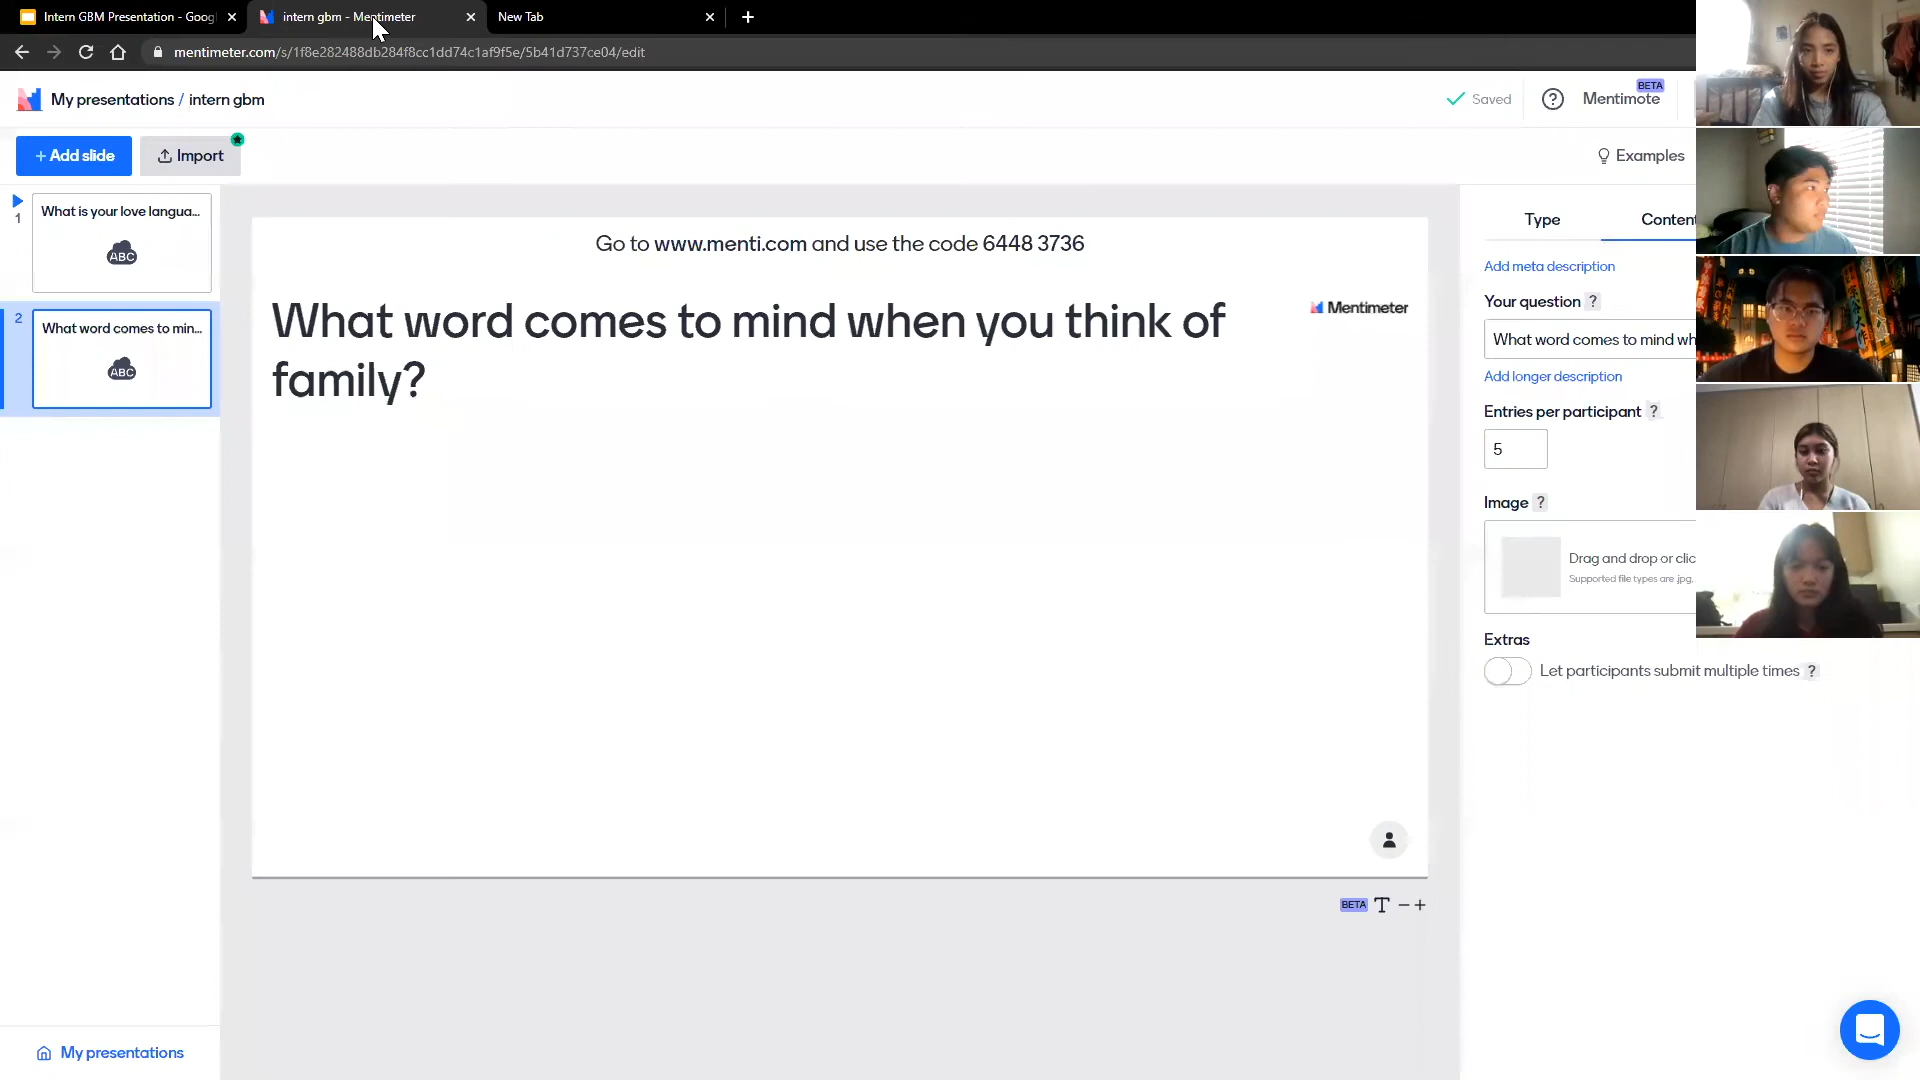 Intern GBM Presentation - Goog
intern gbm - Mentimeter
New Tab
mentimeter.com/s/1f8e282488db284f8cc1dd74c1af9f5e/5b41d737ce04/edit
My presentations / intern gbm
Saved
?
Mentimote
BETA
+ Add slide
Import
Examples
1
What is your love langua...
ABC
2
What word comes to min...
ABC
Go to www.menti.com and use the code 6448 3736
What word comes to mind when you think of
family?
Mentimeter
BETA T − +
Type
Content
Add meta description
Your question ?
What word comes to mind wh
Add longer description
Entries per participant ?
5
Image ?
Drag and drop or clic
Supported file types are jpg,
Extras
Let participants submit multiple times ?
My presentations